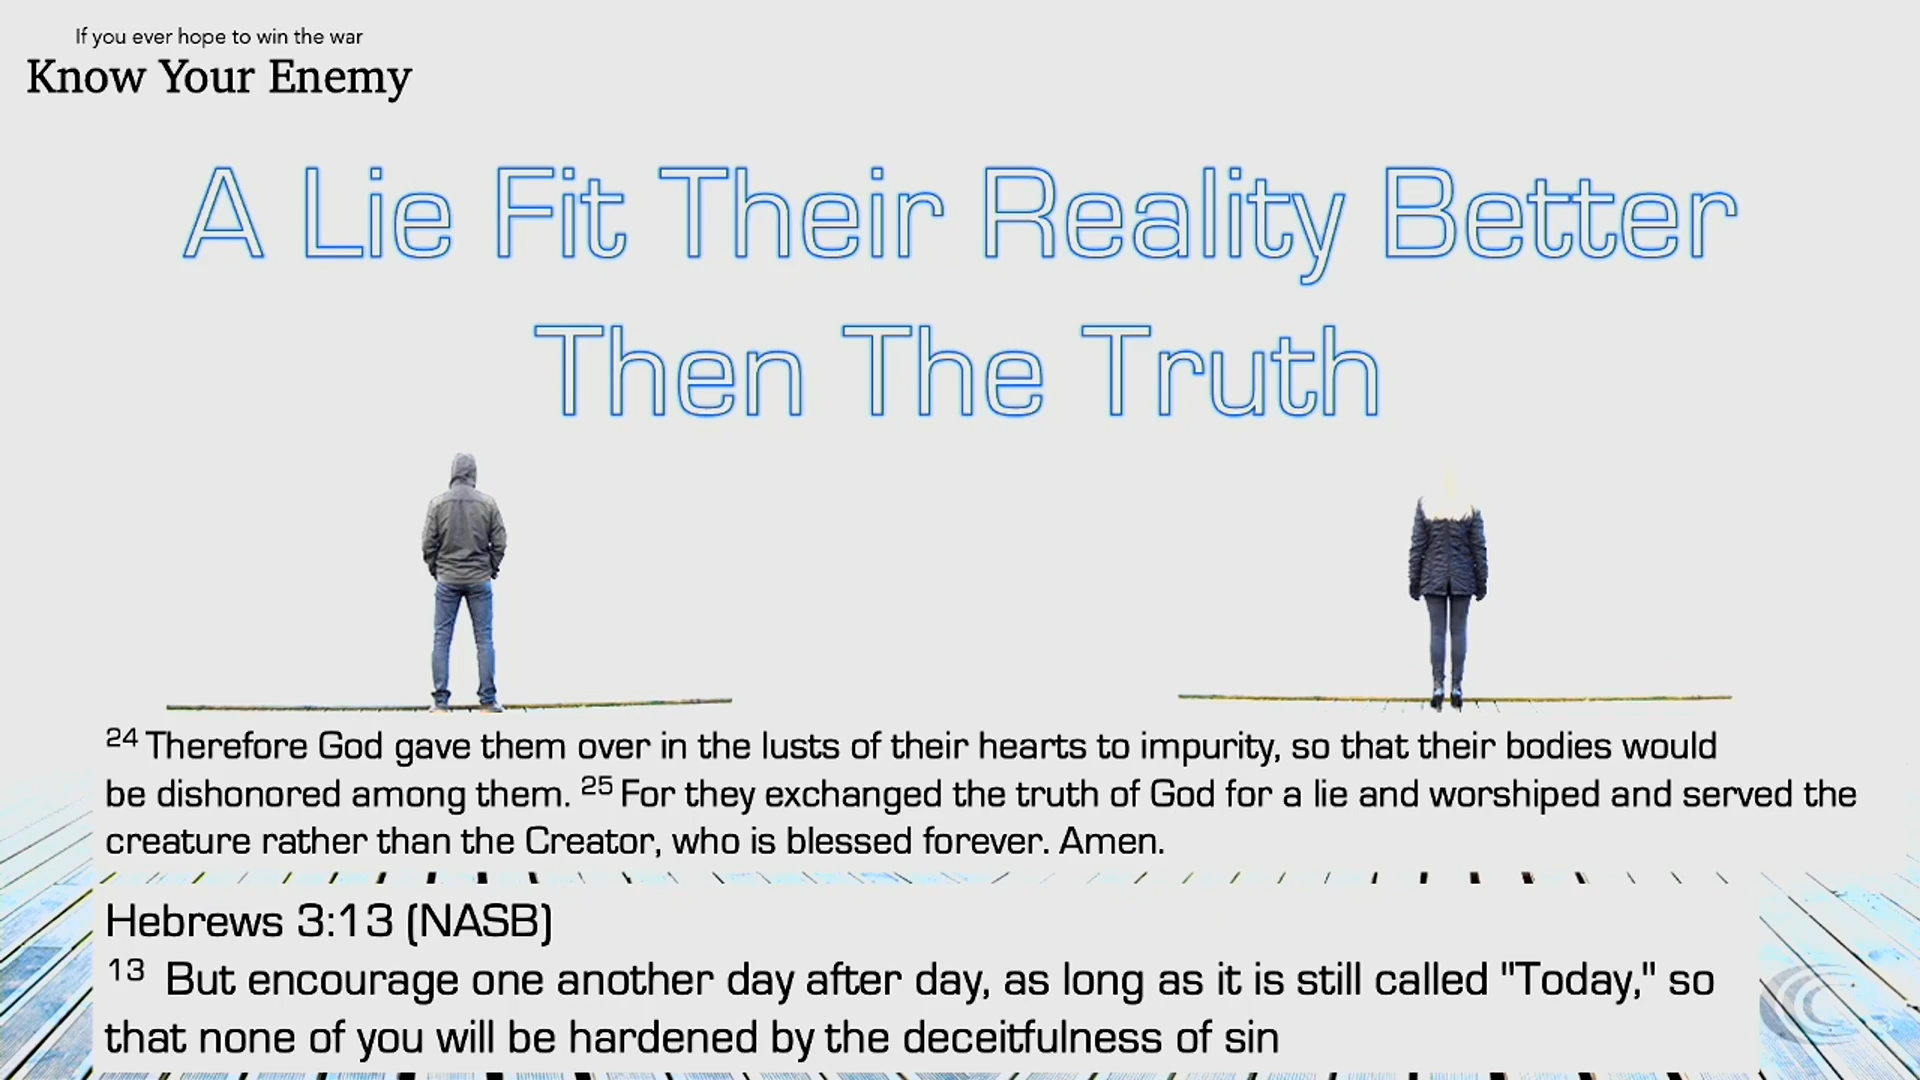 If you ever hope to win the war
Know Your Enemy
A Lie Fit Their Reality Better
Then The Truth
24 Therefore God gave them over in the lusts of their hearts to impurity, so that their bodies would
be dishonored among them. 25 For they exchanged the truth of God for a lie and worshiped and served the
creature rather than the Creator, who is blessed forever. Amen.
Hebrews 3:13 (NASB)
13 But encourage one another day after day, as long as it is still called "Today," so
that none of you will be hardened by the deceitfulness of sin